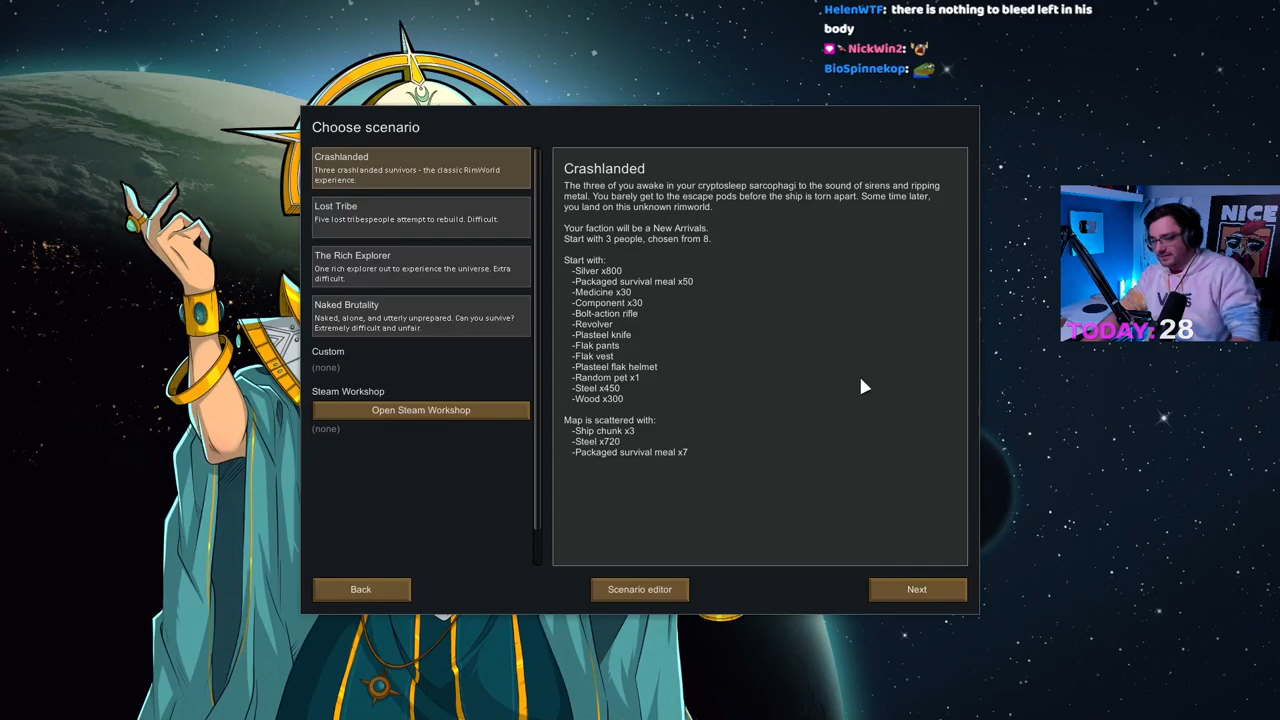 HelenWTF: there is nothing to bleed left in his
body
NickWin2:
BioSpinnekop:
Choose scenario
Crashlanded
Three crashlanded survivors - the classic RimWorld
experience.
Lost Tribe
Five lost tribespeople attempt to rebuild. Difficult.
The Rich Explorer
One rich explorer out to experience the universe. Extra
difficult.
Naked Brutality
Naked, alone, and utterly unprepared. Can you survive?
Extremely difficult and unfair.
Custom
(none)
Steam Workshop
Open Steam Workshop
(none)
Crashlanded
The three of you awake in your cryptosleep sarcophagi to the sound of sirens and ripping
metal. You barely get to the escape pods before the ship is torn apart. Some time later,
you land on this unknown rimworld.
Your faction will be a New Arrivals.
Start with 3 people, chosen from 8.
Start with:
-Silver x800
-Packaged survival meal x50
-Medicine x30
-Component x30
-Bolt-action rifle
-Revolver
-Plasteel knife
-Flak pants
-Flak vest
-Plasteel flak helmet
-Random pet x1
-Steel x450
-Wood x300
Map is scattered with:
-Ship chunk x3
-Steel x720
-Packaged survival meal x7
Back
Scenario editor
Next
NICE
TODAY: 28